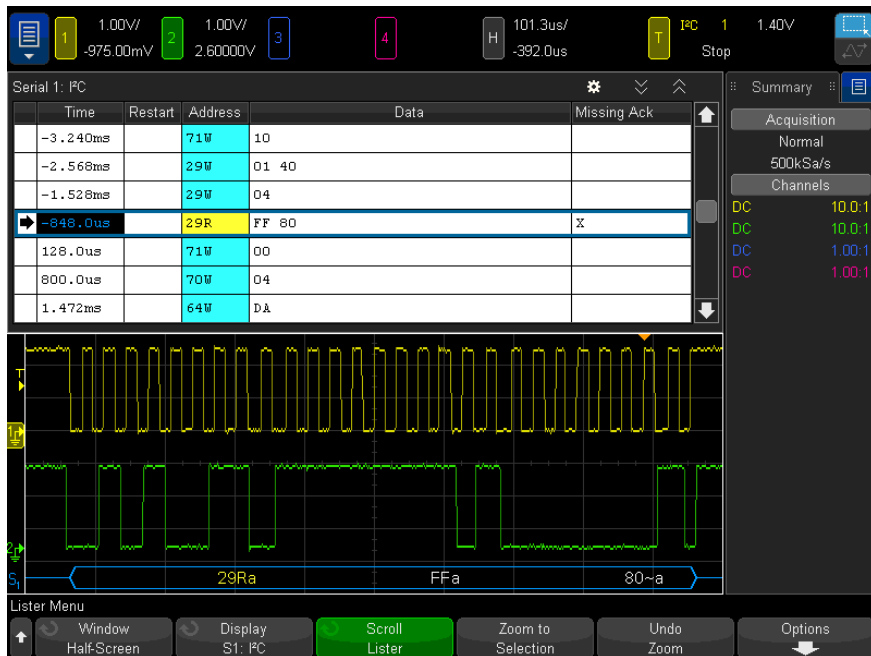 1 1.00V/ -975.00mV 2 1.00V/ 2.60000V 3 4 H 101.3us/ -392.0us T I²C 1 1.40V Stop
Serial 1: I²C
Time Restart Address Data Missing Ack
-3.240ms 71W 10
-2.568ms 29W 01 40
-1.528ms 29W 04
-848.0us 29R FF 80 X
128.0us 71W 00
800.0us 70W 04
1.472ms 64W DA
Summary
Acquisition
Normal
500kSa/s
Channels
DC 10.0:1
DC 10.0:1
DC 1.00:1
DC 1.00:1
T
1
2
S1 29Ra FFa 80~a
Lister Menu
Window Half-Screen
Display S1: I²C
Scroll Lister
Zoom to Selection
Undo Zoom
Options